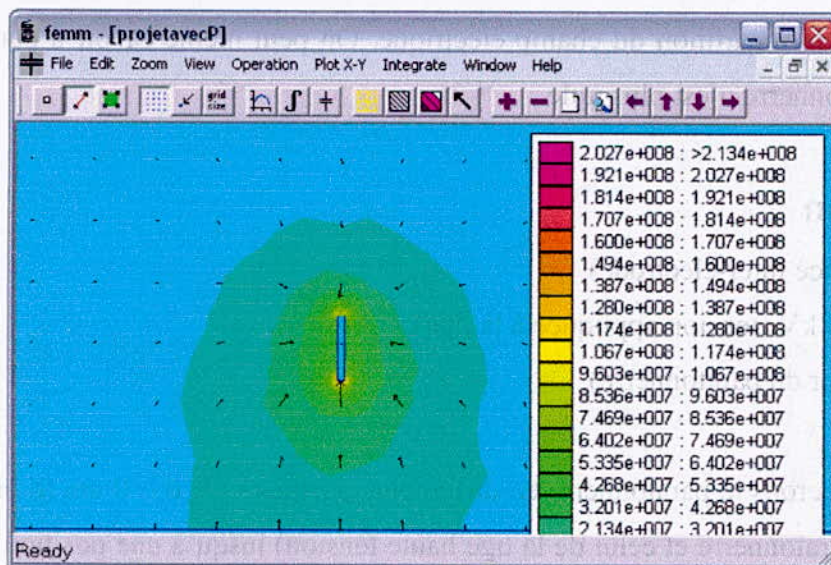 femm - [projetavecP]
File Edit Zoom View Operation Plot X-Y Integrate Window Help
grid
size
2.027e+008 : >2.134e+008
1.921e+008 : 2.027e+008
1.814e+008 : 1.921e+008
1.707e+008 : 1.814e+008
1.600e+008 : 1.707e+008
1.494e+008 : 1.600e+008
1.387e+008 : 1.494e+008
1.280e+008 : 1.387e+008
1.174e+008 : 1.280e+008
1.067e+008 : 1.174e+008
9.603e+007 : 1.067e+008
8.536e+007 : 9.603e+007
7.469e+007 : 8.536e+007
6.402e+007 : 7.469e+007
5.335e+007 : 6.402e+007
4.268e+007 : 5.335e+007
3.201e+007 : 4.268e+007
2.134e+007 : 3.201e+007
Ready